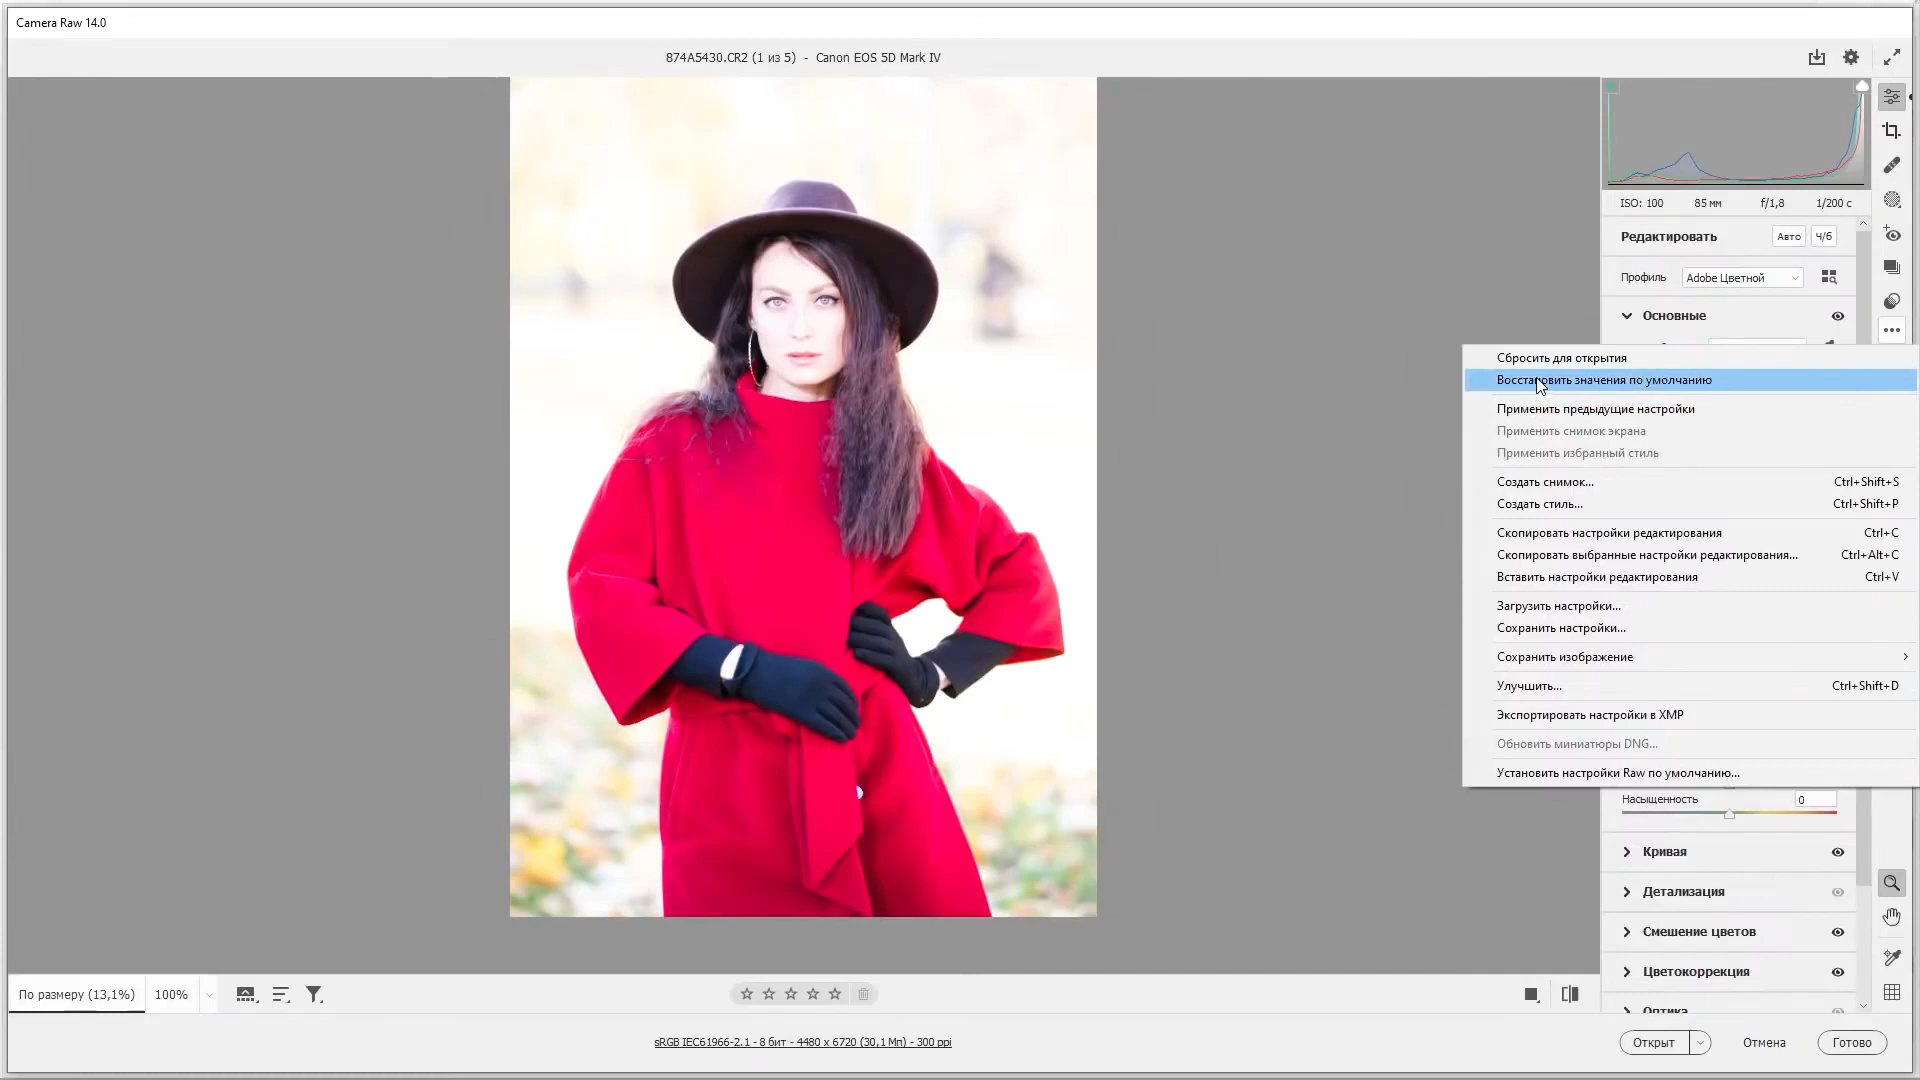 Camera Raw 14.0
874A5430.CR2 (1 из 5) - Canon EOS 5D Mark IV
ISO: 100 85 мм f/1,8 1/200 с
Редактировать Авто Ч/б
Профиль Adobe Цветной
Основные
Сбросить для открытия
Восстановить значения по умолчанию
Применить предыдущие настройки
Применить снимок экрана
Применить избранный стиль
Создать снимок... Ctrl+Shift+S
Создать стиль... Ctrl+Shift+P
Скопировать настройки редактирования Ctrl+C
Скопировать выбранные настройки редактирования... Ctrl+Alt+C
Вставить настройки редактирования Ctrl+V
Загрузить настройки...
Сохранить настройки...
Сохранить изображение
Улучшить... Ctrl+Shift+D
Экспортировать настройки в XMP
Обновить миниатюры DNG...
Установить настройки Raw по умолчанию...
Насыщенность 0
Кривая
Детализация
Смешение цветов
Цветокоррекция
Оптика
По размеру (13,1%) 100%
sRGB IEC61966-2.1 - 8 бит - 4480 x 6720 (30,1 Мп) - 300 ppi
Открыт Отмена Готово